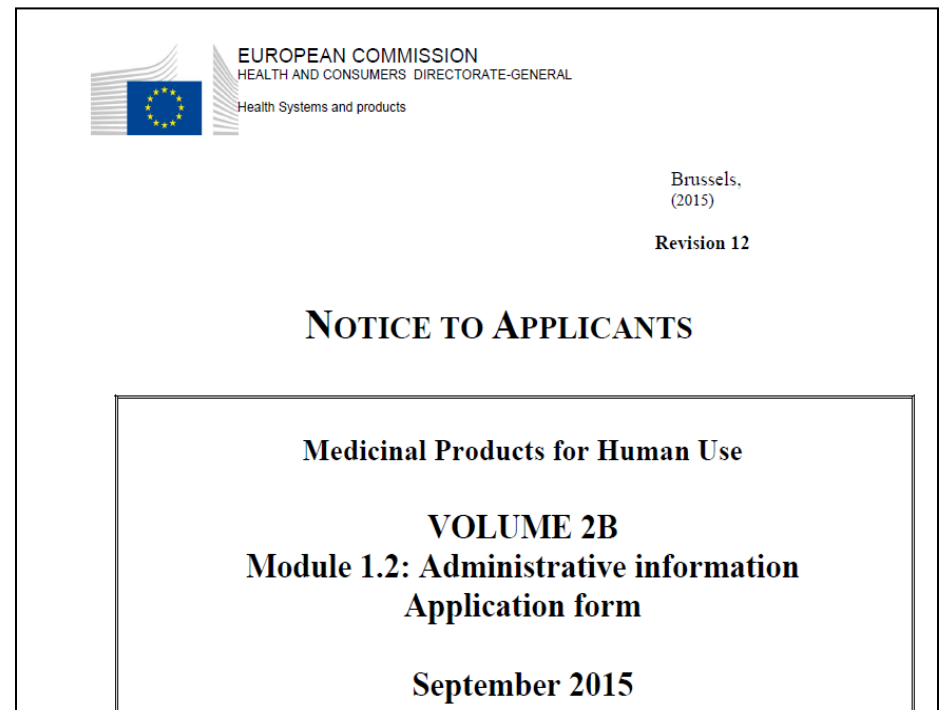 EUROPEAN COMMISSION
HEALTH AND CONSUMERS DIRECTORATE-GENERAL
Health Systems and products
Brussels,
(2015)
Revision 12
NOTICE TO APPLICANTS
Medicinal Products for Human Use
VOLUME 2B
Module 1.2: Administrative information
Application form
September 2015